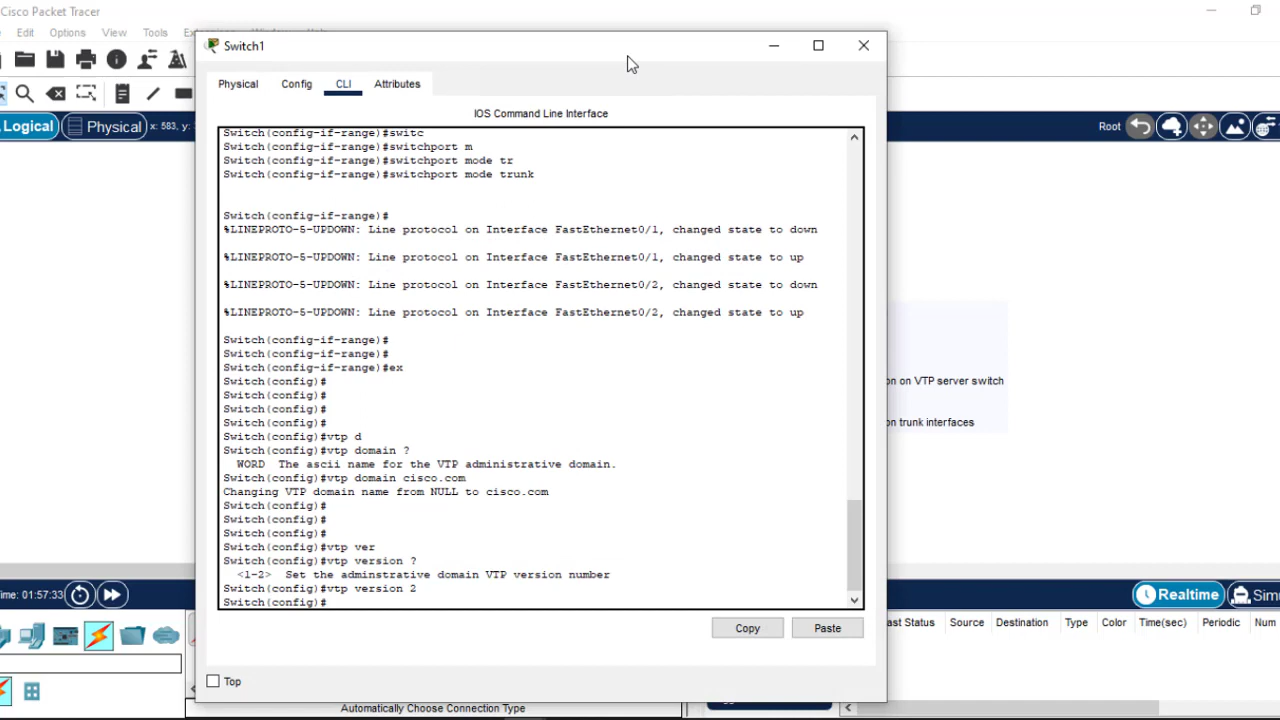 Cisco Packet Tracer
Edit Options View Tools
Switch1
Physical Config CLI Attributes
Logical Physical x: 583, y: Root
IOS Command Line Interface
Switch(config-if-range)#switc
Switch(config-if-range)#switchport m
Switch(config-if-range)#switchport mode tr
Switch(config-if-range)#switchport mode trunk
Switch(config-if-range)#
%LINEPROTO-5-UPDOWN: Line protocol on Interface FastEthernet0/1, changed state to down
%LINEPROTO-5-UPDOWN: Line protocol on Interface FastEthernet0/1, changed state to up
%LINEPROTO-5-UPDOWN: Line protocol on Interface FastEthernet0/2, changed state to down
%LINEPROTO-5-UPDOWN: Line protocol on Interface FastEthernet0/2, changed state to up
Switch(config-if-range)#
Switch(config-if-range)#
Switch(config-if-range)#ex
Switch(config)#
Switch(config)#
Switch(config)#
Switch(config)#
Switch(config)#vtp d
Switch(config)#vtp domain ?
WORD The ascii name for the VTP administrative domain.
Switch(config)#vtp domain cisco.com
Changing VTP domain name from NULL to cisco.com
Switch(config)#
Switch(config)#
Switch(config)#
Switch(config)#vtp ver
Switch(config)#vtp version ?
<1-2> Set the adminstrative domain VTP version number
Switch(config)#vtp version 2
Switch(config)#
on on VTP server switch
on trunk interfaces
Copy Paste
Top
Time: 01:57:33 Realtime Sim
ast Status Source Destination Type Color Time(sec) Periodic Num
Automatically Choose Connection Type